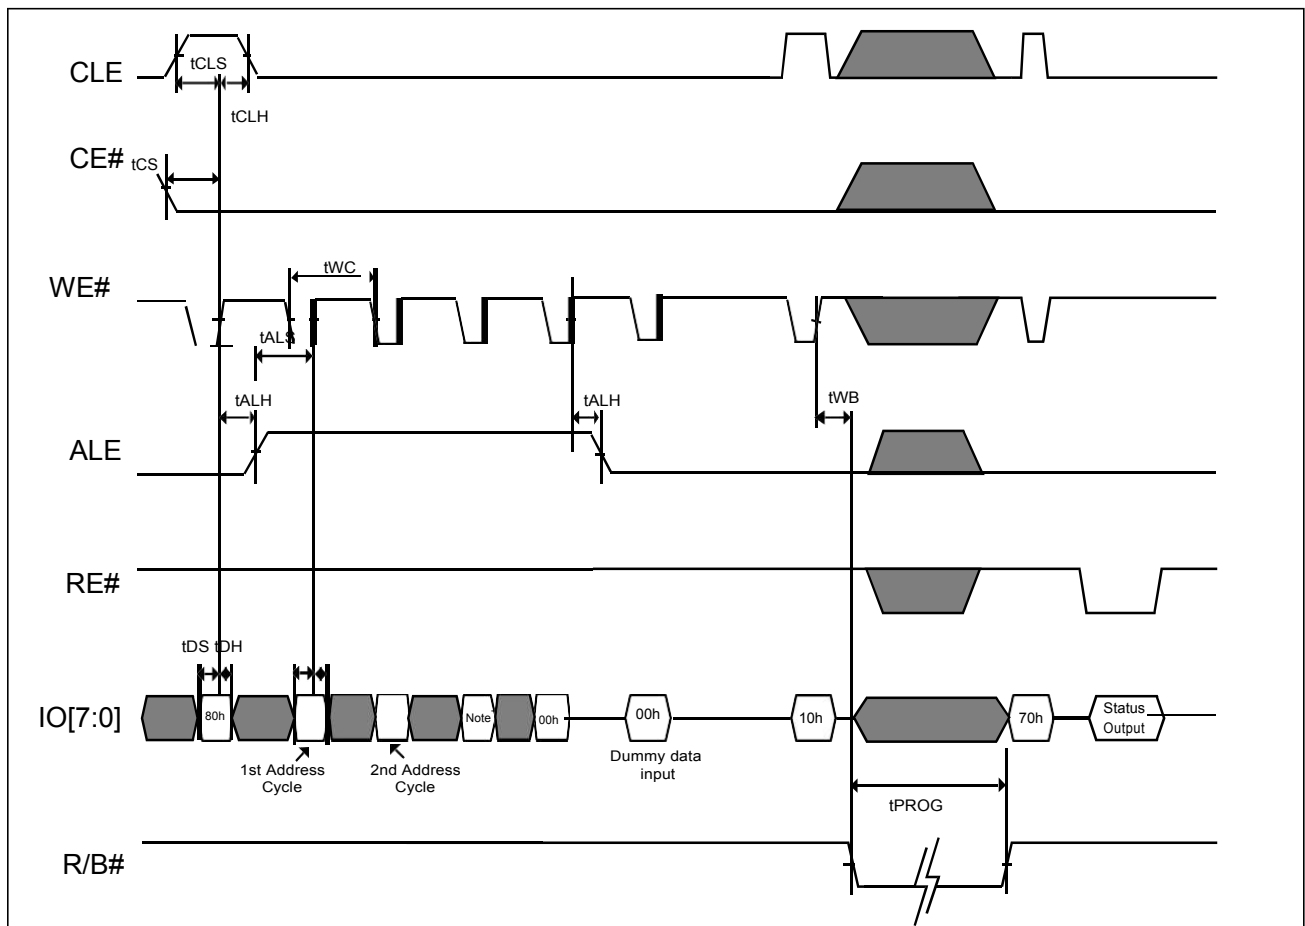 CLE
tCLS
tCLH
CE#
tCS
WE#
tWC
tALS
tALH
tALH
tWB
ALE
RE#
tDS tDH
IO[7:0]
80h
Note
00h
00h
10h
70h
Status
Output
1st Address
Cycle
2nd Address
Cycle
Dummy data
input
tPROG
R/B#